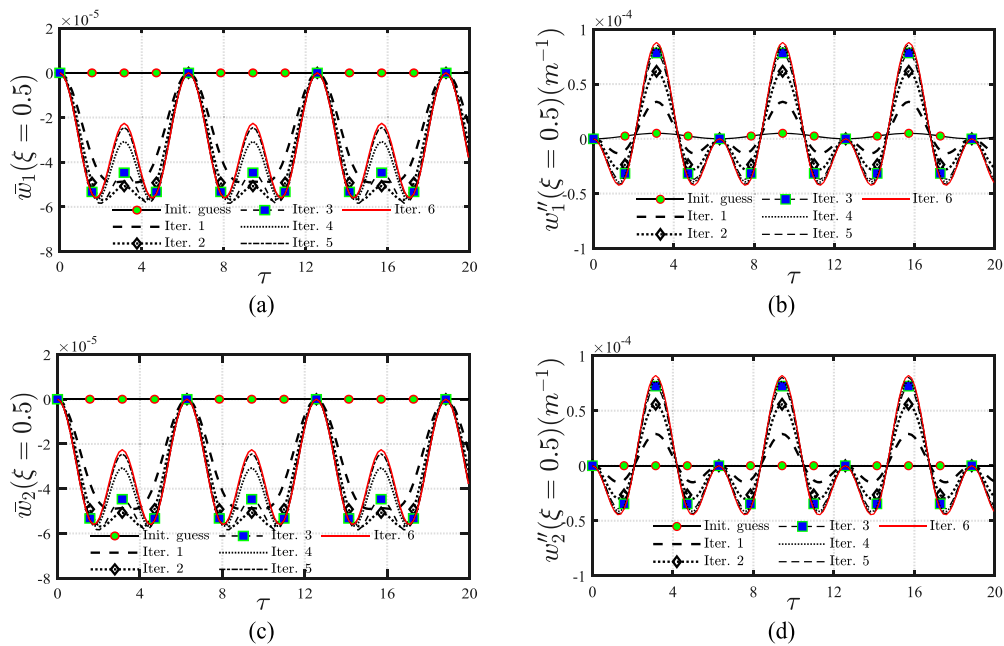 ×10⁻⁵
2
0
-2
-4
-6
-8
w̄₁(ξ = 0.5)
Init. guess
Iter. 1
Iter. 2
Iter. 3
Iter. 4
Iter. 5
Iter. 6
0 4 8 12 16 20
τ
(a)
×10⁻⁴
1
0.5
0
-0.5
-1
w₁″(ξ = 0.5)(m⁻¹)
Init. guess
Iter. 1
Iter. 2
Iter. 3
Iter. 4
Iter. 5
Iter. 6
0 4 8 12 16 20
τ
(b)
×10⁻⁵
2
0
-2
-4
-6
-8
w̄₂(ξ = 0.5)
Init. guess
Iter. 1
Iter. 2
Iter. 3
Iter. 4
Iter. 5
Iter. 6
0 4 8 12 16 20
τ
(c)
×10⁻⁴
1
0.5
0
-0.5
-1
w₂″(ξ = 0.5)(m⁻¹)
Init. guess
Iter. 1
Iter. 2
Iter. 3
Iter. 4
Iter. 5
Iter. 6
0 4 8 12 16 20
τ
(d)